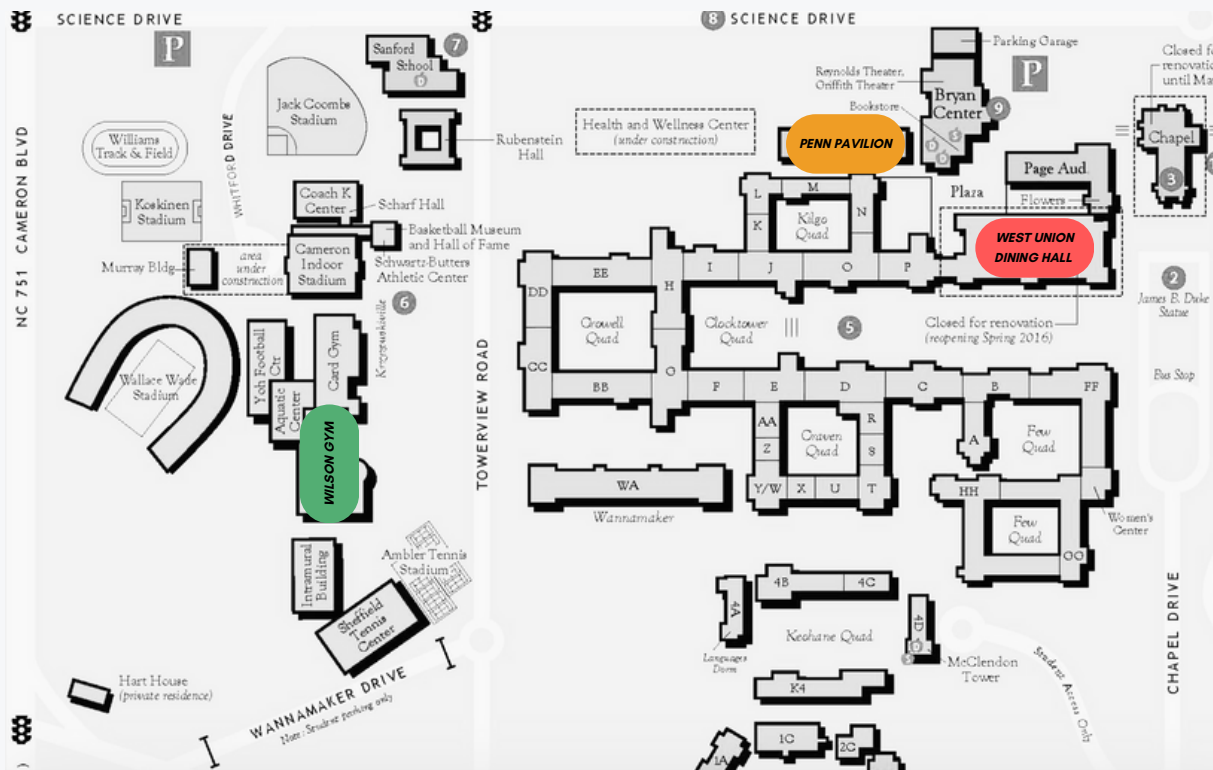 SCIENCE DRIVE
8 SCIENCE DRIVE
P
Sanford
School
7
Parking Garage
Reynolds Theater,
Griffith Theater
P
Closed f
renovati
until Ma
Bookstore
Bryan
Center
9
Jack Coombs
Stadium
Health and Wellness Center
(under construction)
PENN PAVILION
Chapel
3
Williams
Track & Field
Rubenstein
Hall
NC 751 CAMERON BLVD
WHITFORD DRIVE
Page Aud.
Plaza
Flowers
Coach K
Center
Scharf Hall
Koskinen
Stadium
L
M
K
N
Kilgo
Quad
Basketball Museum
and Hall of Fame
WEST UNION
DINING HALL
Murray Bldg
area
under
construction
Cameron
Indoor
Stadium
Schwartz-Butters
Athletic Center
EE
H
I
J
O
P
DD
2
James B. Duke
Statue
6
Krzyzewskiville
Crowell
Quad
Clocktower
Quad
5
Closed for renovation
(reopening Spring 2016)
Yoh Football
Ctr
Card Gym
Wallace Wade
Stadium
Aquatic
Center
TOWERVIEW ROAD
CC
BB
G
F
E
D
C
B
FF
Bus Stop
AA
R
Z
S
Craven
Quad
A
Few
Quad
WILSON GYM
WA
Y/W
X
U
T
HH
Wannamaker
Few
Quad
Women's
Center
Ambler Tennis
Stadium
Intramural
Building
GG
4B
4C
4A
4D
Sheffield
Tennis
Center
Keohane Quad
Languages
Dorm
McClendon
Tower
CHAPEL DRIVE
Student Access Only
Hart House
(private residence)
K4
WANNAMAKER DRIVE
Note: Student parking only
1A
1C
2C